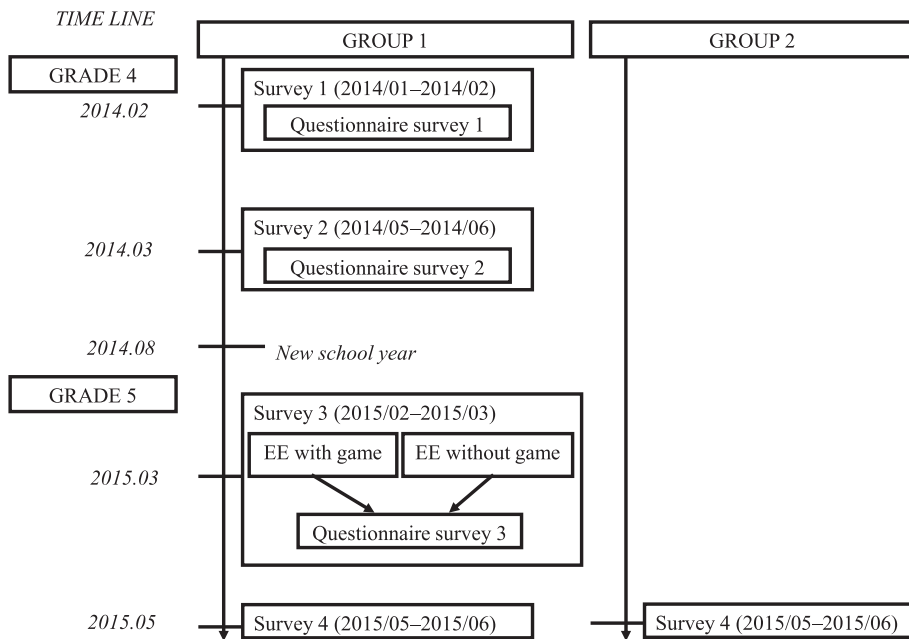 TIME LINE
GROUP 1
GROUP 2
GRADE 4
Survey 1 (2014/01–2014/02)
2014.02
Questionnaire survey 1
Survey 2 (2014/05–2014/06)
2014.03
Questionnaire survey 2
2014.08
New school year
GRADE 5
Survey 3 (2015/02–2015/03)
EE with game
EE without game
2015.03
Questionnaire survey 3
2015.05
Survey 4 (2015/05–2015/06)
Survey 4 (2015/05–2015/06)